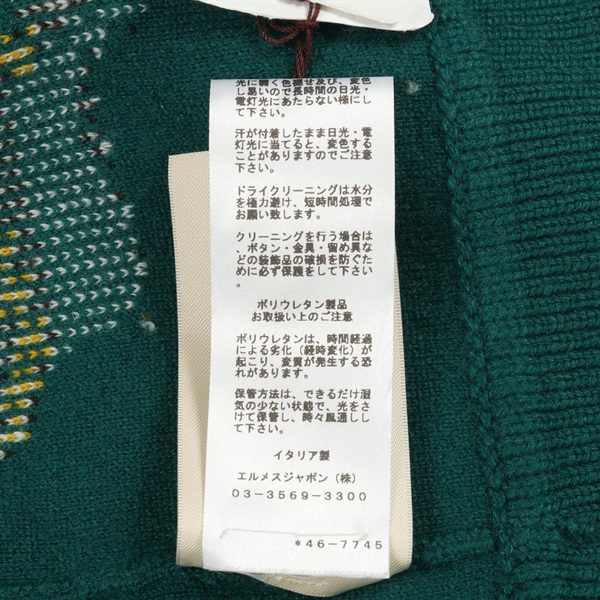 光に弱く色褪せ及び、変色
し易いので長時間の日光・
電灯光にあたらない様にし
て下さい。
汗が付着したまま日光・電
灯光に当てると、変色する
ことがありますのでご注意
下さい。
ドライクリーニングは水分
を極力避け、短時間処理で
お願い致します。
クリーニングを行う場合は
、ボタン・金具・留め具な
どの装飾品の破損を防ぐた
めに必ず保護をして下さい
。
ポリウレタン製品
お取扱い上のご注意
ポリウレタンは、時間経過
による劣化（経時変化）が
起こり、変質が発生する恐
れがあります。
保管方法は、できるだけ湿
気の少ない状態で、光をさ
けて保管し、時々風通しし
て下さい。
イタリア製
エルメスジャポン（株）
03-3569-3300
*46-7745